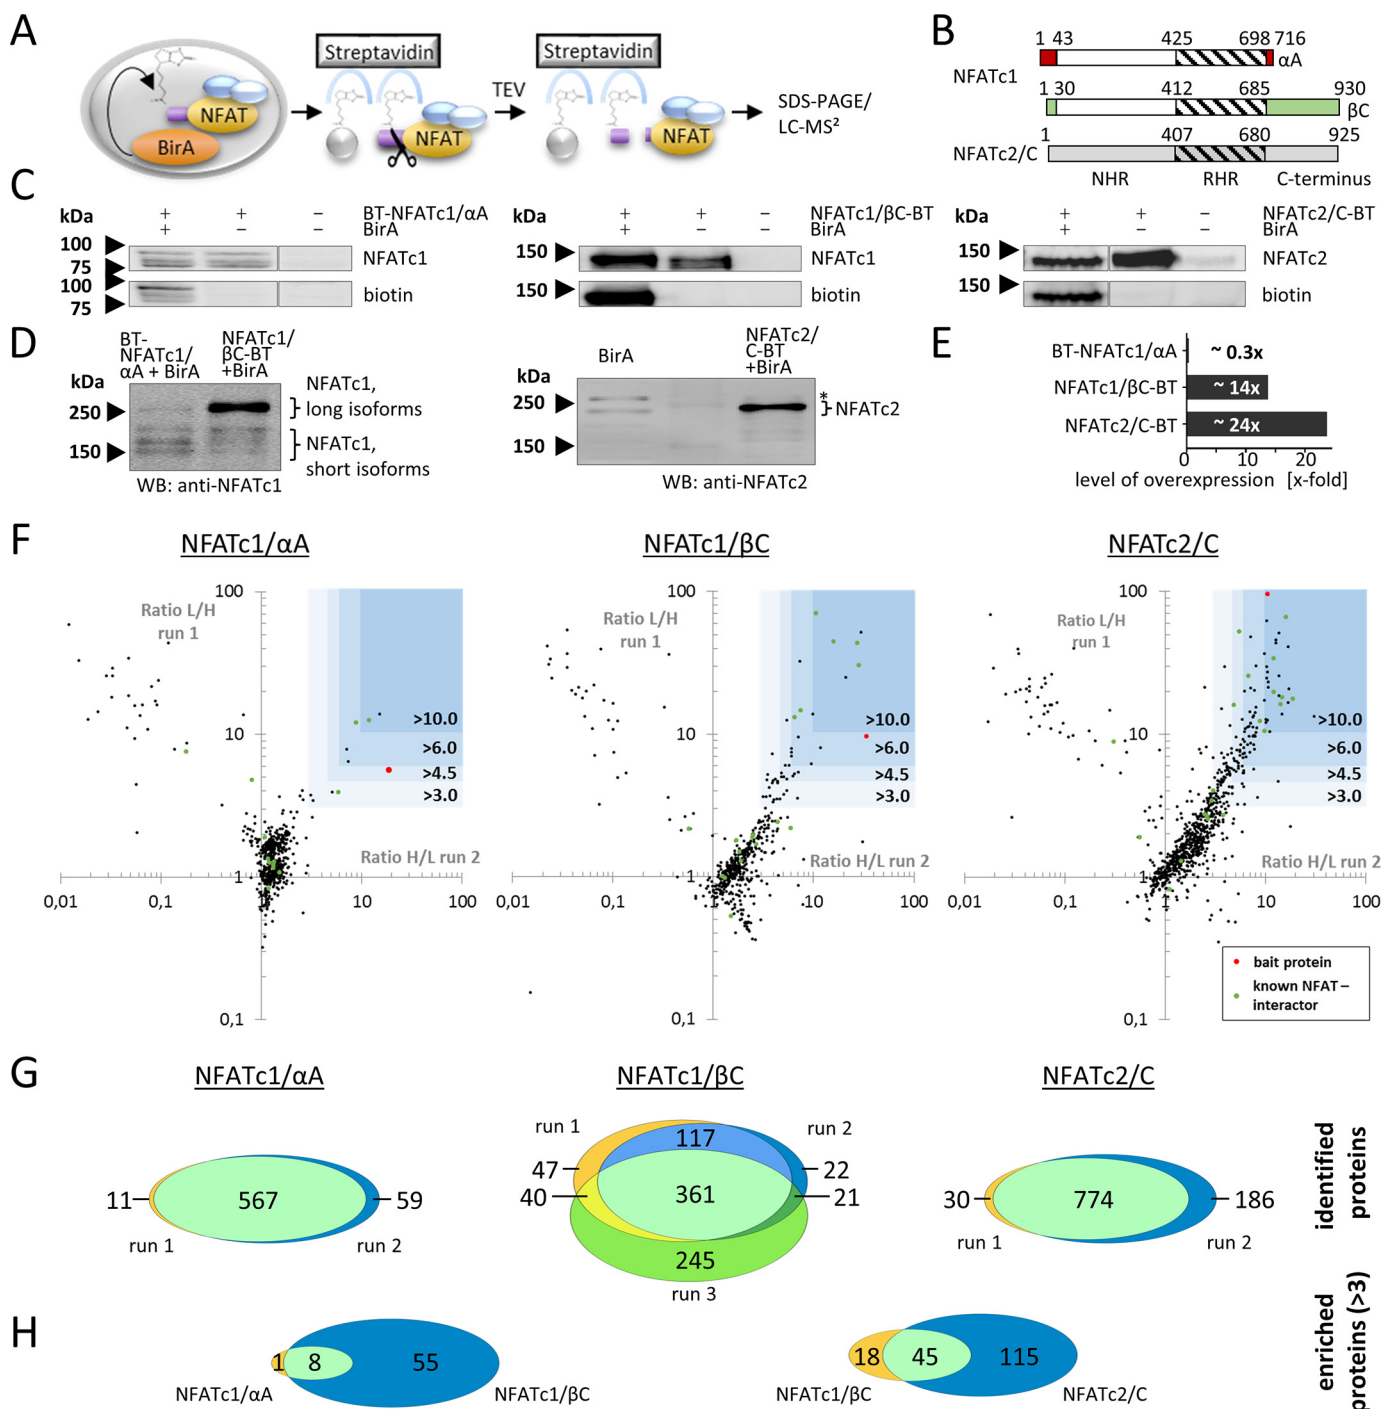 A
Streptavidin
Streptavidin
NFAT
BirA
NFAT
TEV
NFAT
SDS-PAGE/
LC-MS²
B
1 43 425 698 716
NFATc1
αA
1 30 412 685 930
βC
1 407 680 925
NFATc2/C
NHR RHR C-terminus
C
kDa
+ + – BT-NFATc1/αA
+ – – BirA
100
75
NFATc1
100
75
biotin
+ + – NFATc1/βC-BT
+ – – BirA
150
NFATc1
150
biotin
kDa
+ + – NFATc2/C-BT
+ – – BirA
150
NFATc2
150
biotin
D
BT-
NFATc1/
αA + BirA
NFATc1/
βC-BT
+BirA
kDa
250
150
NFATc1,
long isoforms
NFATc1,
short isoforms
WB: anti-NFATc1
BirA
NFATc2/
C-BT
+BirA
kDa
250
150
*
NFATc2
WB: anti-NFATc2
E
BT-NFATc1/αA ~ 0.3x
NFATc1/βC-BT ~ 14x
NFATc2/C-BT ~ 24x
0 10 20
level of overexpression [x-fold]
F
NFATc1/αA
Ratio L/H
run 1
100
10
1
0,1
>10.0
>6.0
>4.5
>3.0
Ratio H/L run 2
0,01 0,1 1 10 100
NFATc1/βC
Ratio L/H
run 1
100
10
1
0,1
>10.0
>6.0
>4.5
>3.0
Ratio H/L run 2
0,01 0,1 1 10 100
NFATc2/C
Ratio L/H
run 1
100
10
1
0,1
>10.0
>6.0
>4.5
>3.0
Ratio H/L run 2
0,01 0,1 1 10 100
bait protein
known NFAT –
interactor
G
NFATc1/αA
11 567 59
run 1 run 2
NFATc1/βC
run 1 run 2
117
47 22
40 361 21
245
run 3
NFATc2/C
30 774 186
run 1 run 2
identified
proteins
H
1 8 55
NFATc1/αA NFATc1/βC
18 45 115
NFATc1/βC NFATc2/C
enriched
proteins (>3)